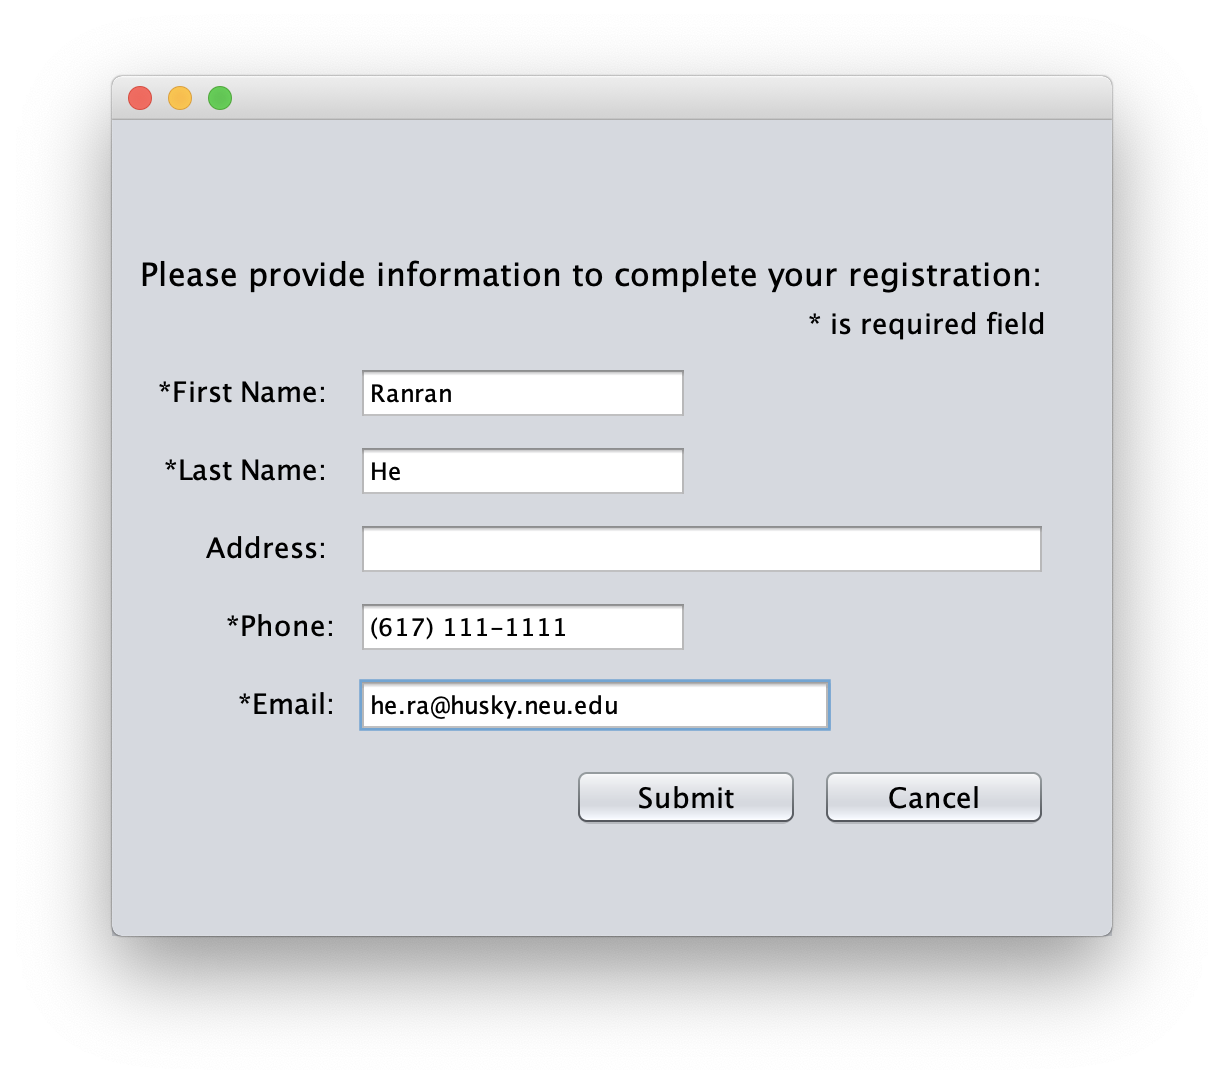 Please provide information to complete your registration:
* is required field
*First Name: Ranran
*Last Name: He
Address:
*Phone: (617) 111-1111
*Email: he.ra@husky.neu.edu
Submit Cancel